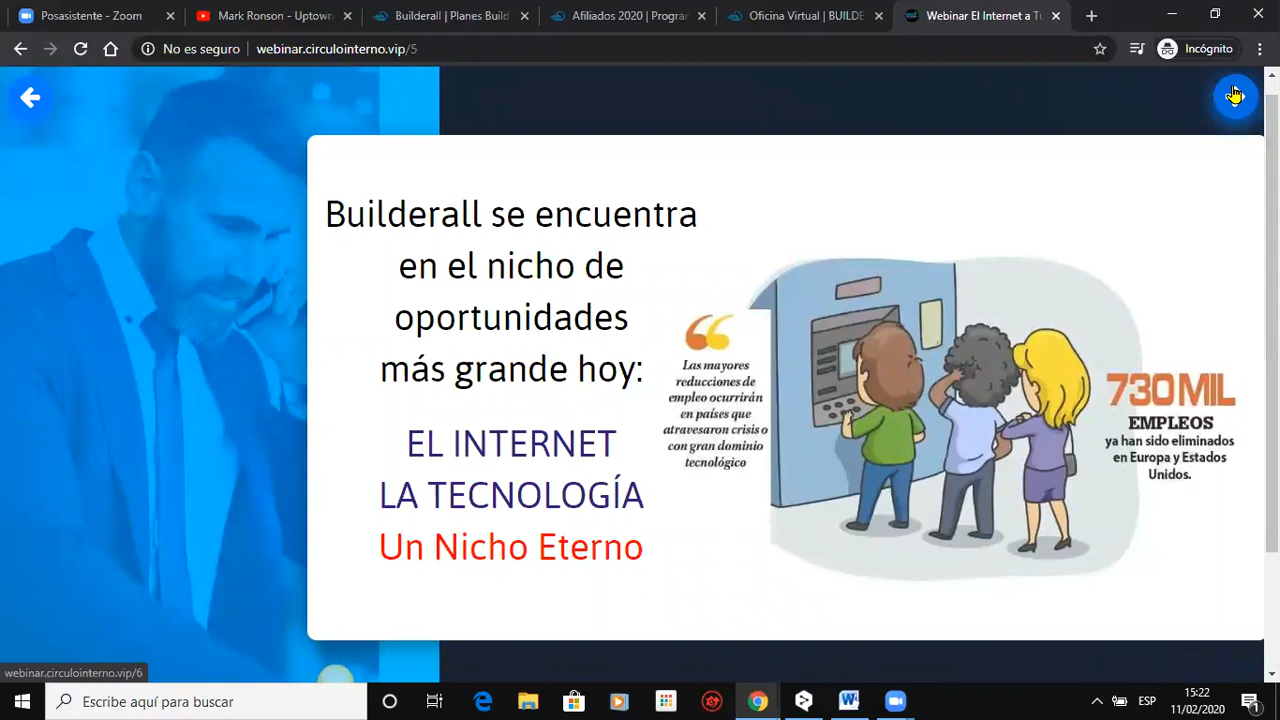 Posasistente - Zoom
Mark Ronson - Uptown
Builderall | Planes Build
Afiliados 2020 | Program
Oficina Virtual | BUILDE
Webinar El Internet a T
No es seguro
webinar.circulointerno.vip/5
Incógnito
Builderall se encuentra
en el nicho de
oportunidades
más grande hoy:
EL INTERNET
LA TECNOLOGÍA
Un Nicho Eterno
Las mayores
reducciones de
empleo ocurrirán
en países que
atravesaron crisis o
con gran dominio
tecnológico
730 MIL
EMPLEOS
ya han sido eliminados
en Europa y Estados
Unidos.
webinar.circulointerno.vip/6
Escribe aquí para buscar
ESP
15:22
11/02/2020
1